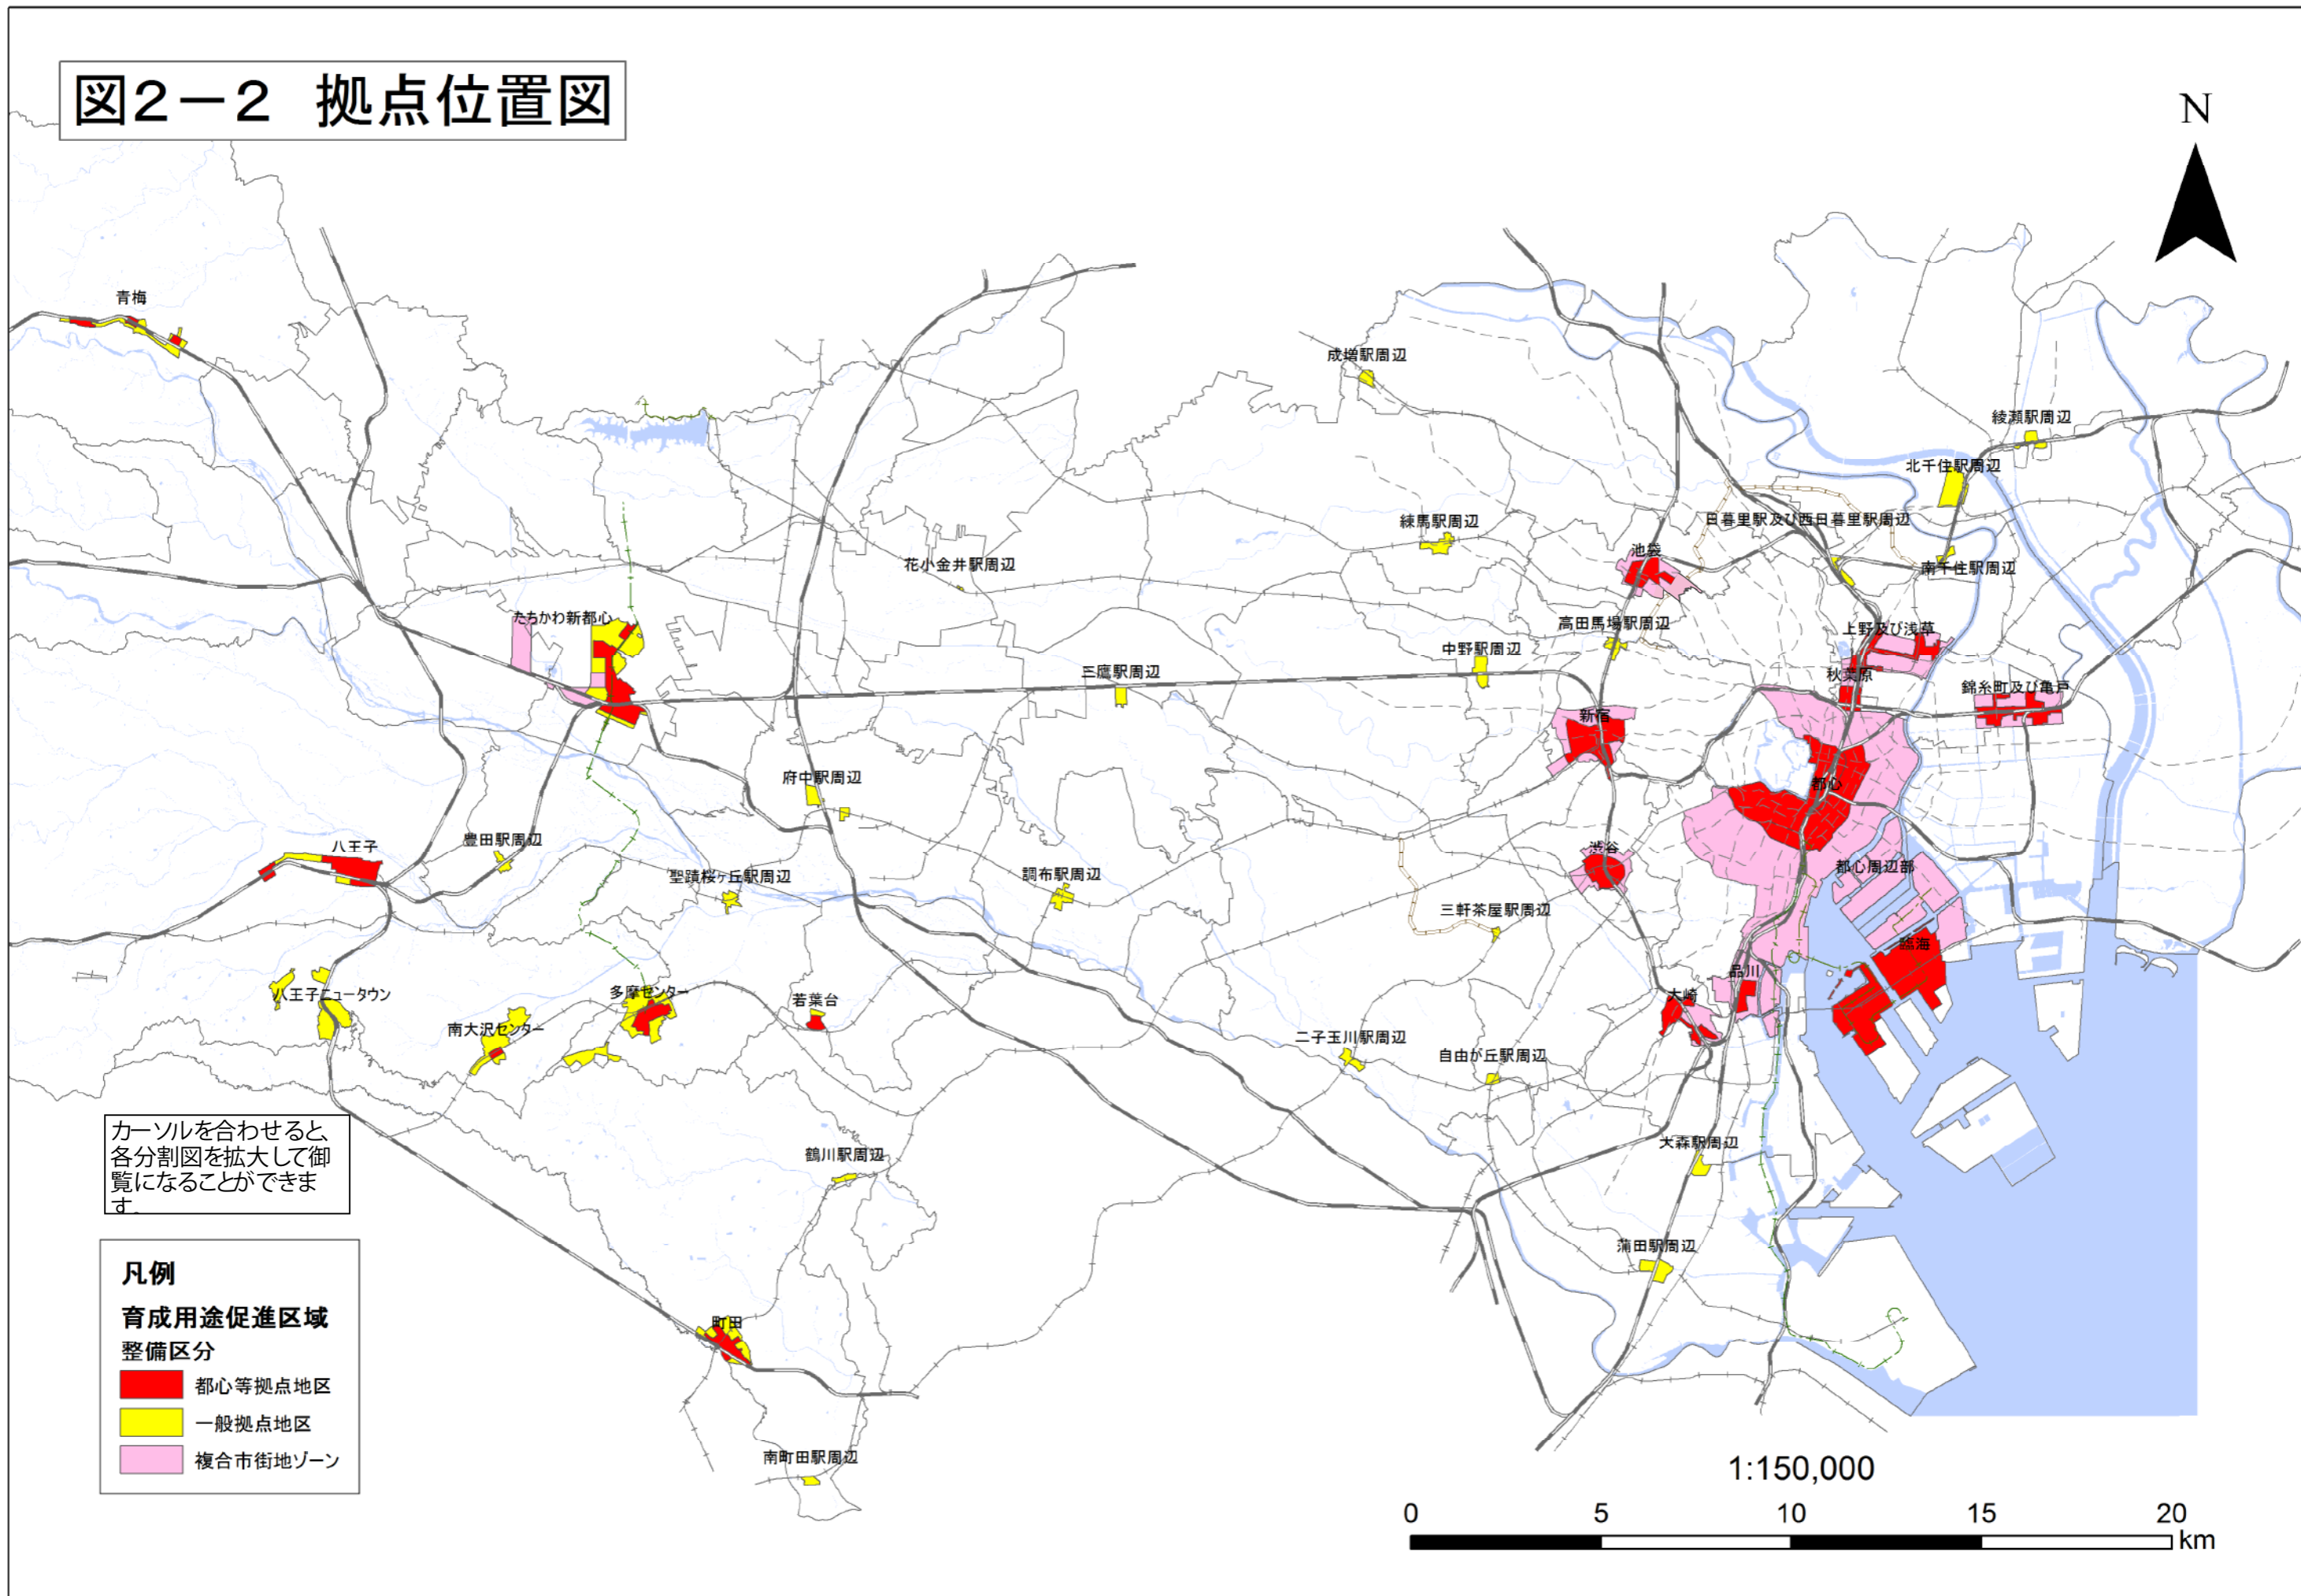 図2－2 拠点位置図
N
青梅
成増駅周辺
綾瀬駅周辺
北千住駅周辺
練馬駅周辺
日暮里駅及び西日暮里駅周辺
池袋
花小金井駅周辺
南千住駅周辺
たちかわ新都心
高田馬場駅周辺
上野及び浅草
中野駅周辺
三鷹駅周辺
秋葉原
錦糸町及び亀戸
新宿
府中駅周辺
都心
豊田駅周辺
八王子
渋谷
聖蹟桜ヶ丘駅周辺
調布駅周辺
都心周辺部
三軒茶屋駅周辺
臨海
品川
八王子ニュータウン
多摩センター
若葉台
大崎
南大沢センター
二子玉川駅周辺
自由が丘駅周辺
カーソルを合わせると、
各分割図を拡大して御
覧になることができま
す。
大森駅周辺
鶴川駅周辺
蒲田駅周辺
町田
南町田駅周辺
凡例
育成用途促進区域
整備区分
都心等拠点地区
一般拠点地区
複合市街地ゾーン
1:150,000
0 5 10 15 20
km